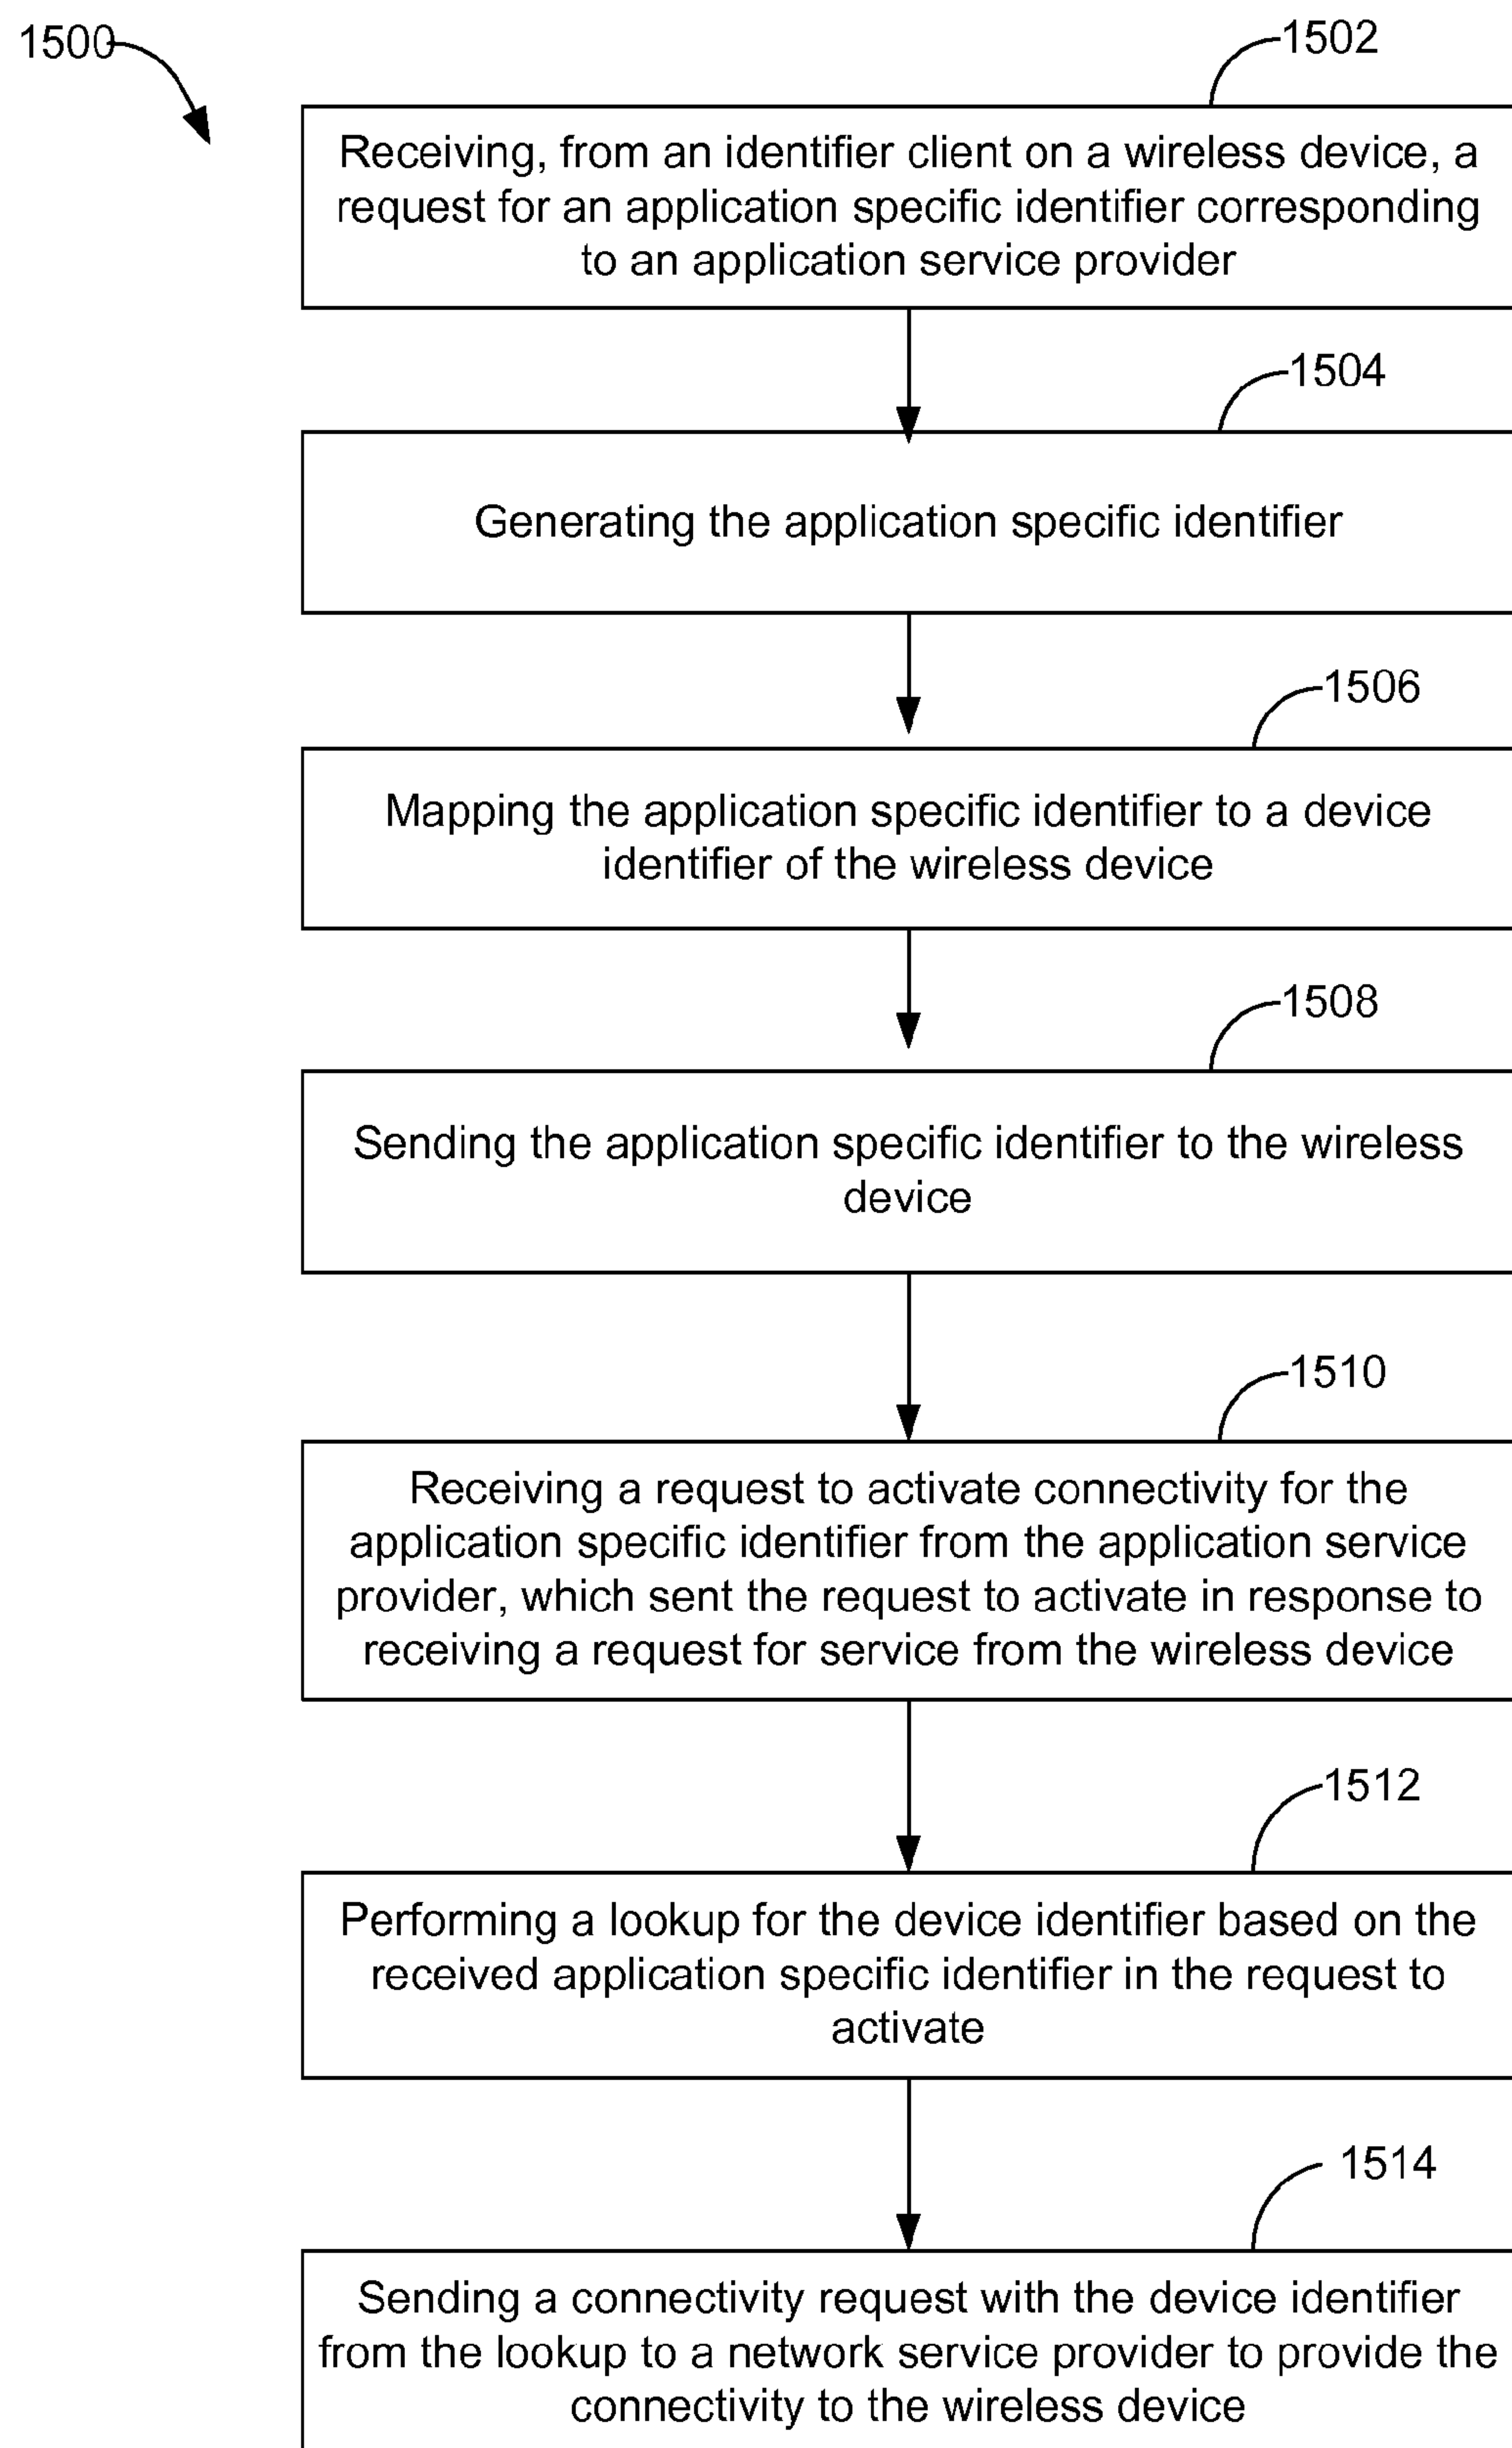 1500
1502
Receiving, from an identifier client on a wireless device, a
request for an application specific identifier corresponding
to an application service provider
1504
Generating the application specific identifier
1506
Mapping the application specific identifier to a device
identifier of the wireless device
1508
Sending the application specific identifier to the wireless
device
1510
Receiving a request to activate connectivity for the
application specific identifier from the application service
provider, which sent the request to activate in response to
receiving a request for service from the wireless device
1512
Performing a lookup for the device identifier based on the
received application specific identifier in the request to
activate
1514
Sending a connectivity request with the device identifier
from the lookup to a network service provider to provide the
connectivity to the wireless device